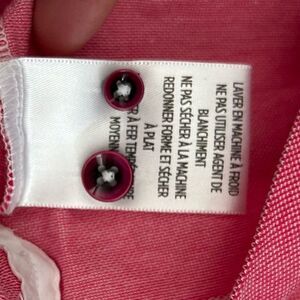 LAVER EN MACHINE À FROID
NE PAS UTILISER AGENT DE
BLANCHIMENT
NE PAS SÉCHER À LA MACHINE
REDONNER FORME ET SÉCHER
À PLAT
À FER
MOYENNE